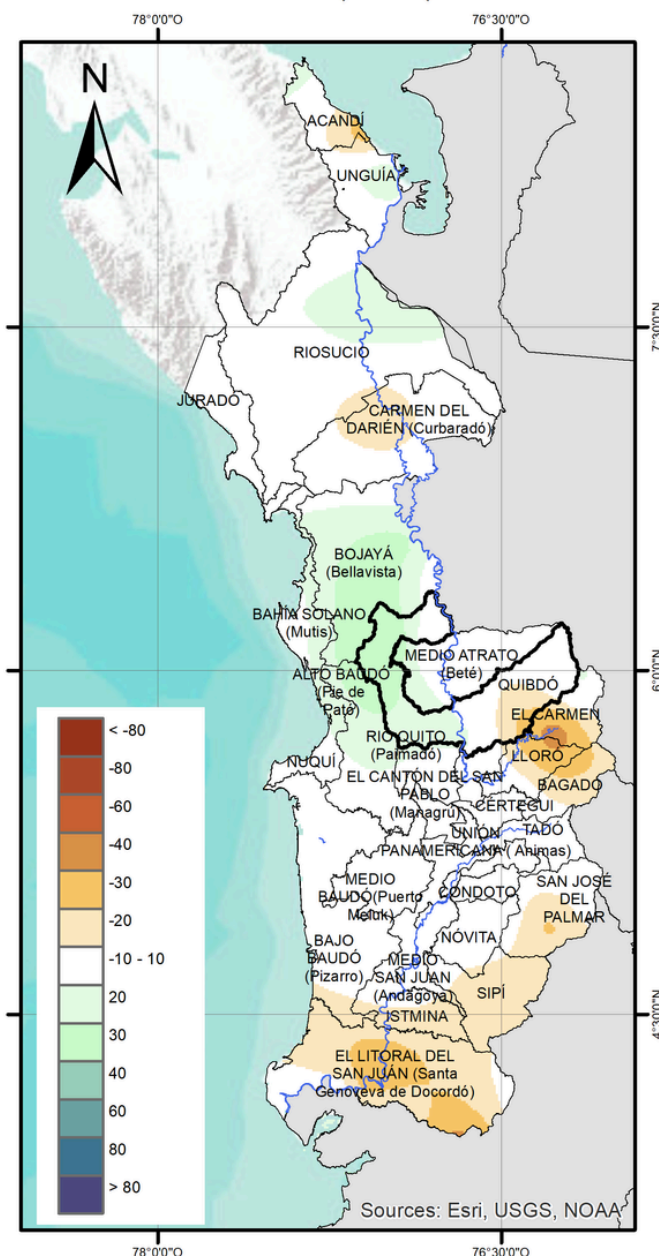 78°0'0"O
76°30'0"O
N
ACANDÍ
UNGUÍA
7°30'0"N
RIOSUCIO
JURADÓ
CARMEN DEL
DARIÉN (Curbaradó)
BOJAYÁ
(Bellavista)
BAHÍA SOLANO
(Mutis)
MEDIO ATRATO
(Beté)
6°0'0"N
ALTO BAUDÓ
(Pie de
Pató)
QUIBDÓ
EL CARMEN
RIO QUITO
(Paimadó)
LLORÓ
NUQUÍ
EL CANTÓN DEL SAN
PABLO
(Managrú)
BAGADÓ
CÉRTEGUI
UNIÓN
PANAMERICANA (Animas)
TADÓ
MEDIO
BAUDÓ(Puerto
Meluk)
CONDOTO
SAN JOSÉ
DEL
PALMAR
NÓVITA
BAJO
BAUDÓ
(Pizarro)
MEDIO
SAN JUAN
(Andagoya)
SIPÍ
ISTMINA
4°30'0"N
EL LITORAL DEL
SAN JUÁN (Santa
Genoveva de Docordó)
< -80
-80
-60
-40
-30
-20
-10 - 10
20
30
40
60
80
> 80
Sources: Esri, USGS, NOAA
78°0'0"O
76°30'0"O